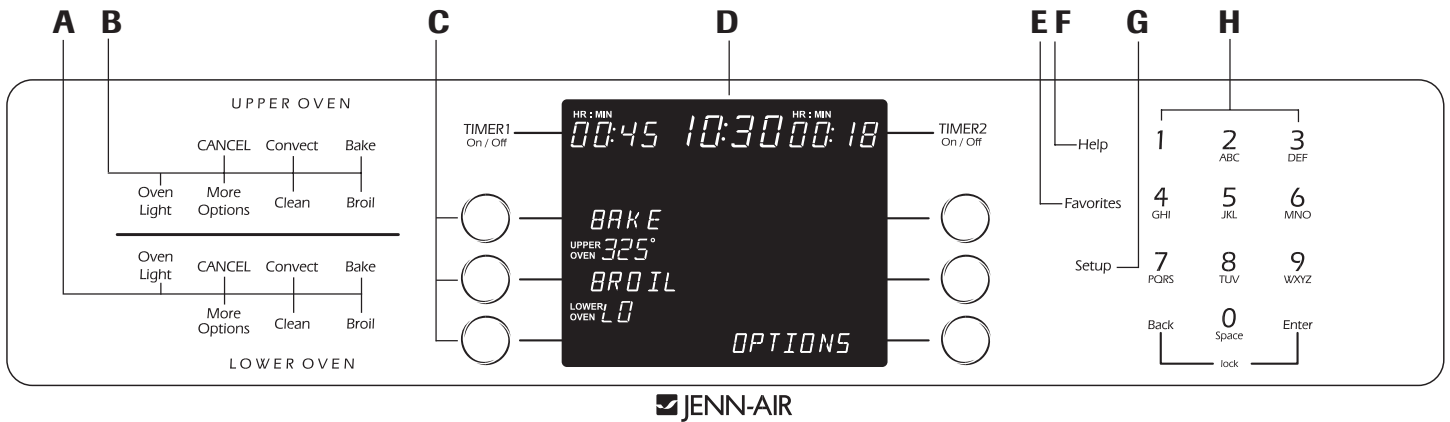 A B C D E F G H
UPPER OVEN
CANCEL Convect Bake
Oven Light More Options Clean Broil
Oven Light CANCEL Convect Bake
More Options Clean Broil
LOWER OVEN
TIMER1
On / Off
HR : MIN HR : MIN
00:45 10:30 00:18
BAKE
UPPER OVEN 325°
BROIL
LOWER OVEN LO
OPTIONS
TIMER2
On / Off
Help
Favorites
Setup
1 2 3
ABC DEF
4 5 6
GHI JKL MNO
7 8 9
PQRS TUV WXYZ
Back 0 Enter
Space
lock
JENN-AIR